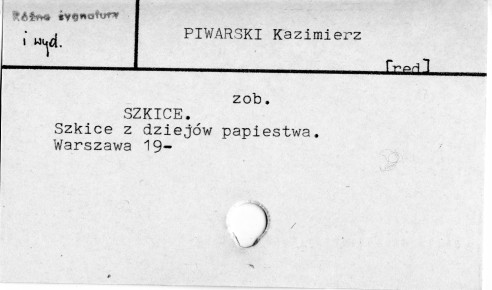 Różne sygnatury
i wyd.
PIWARSKI Kazimierz
[red]
zob.
SZKICE.
Szkice z dziejów papiestwa.
Warszawa 19-